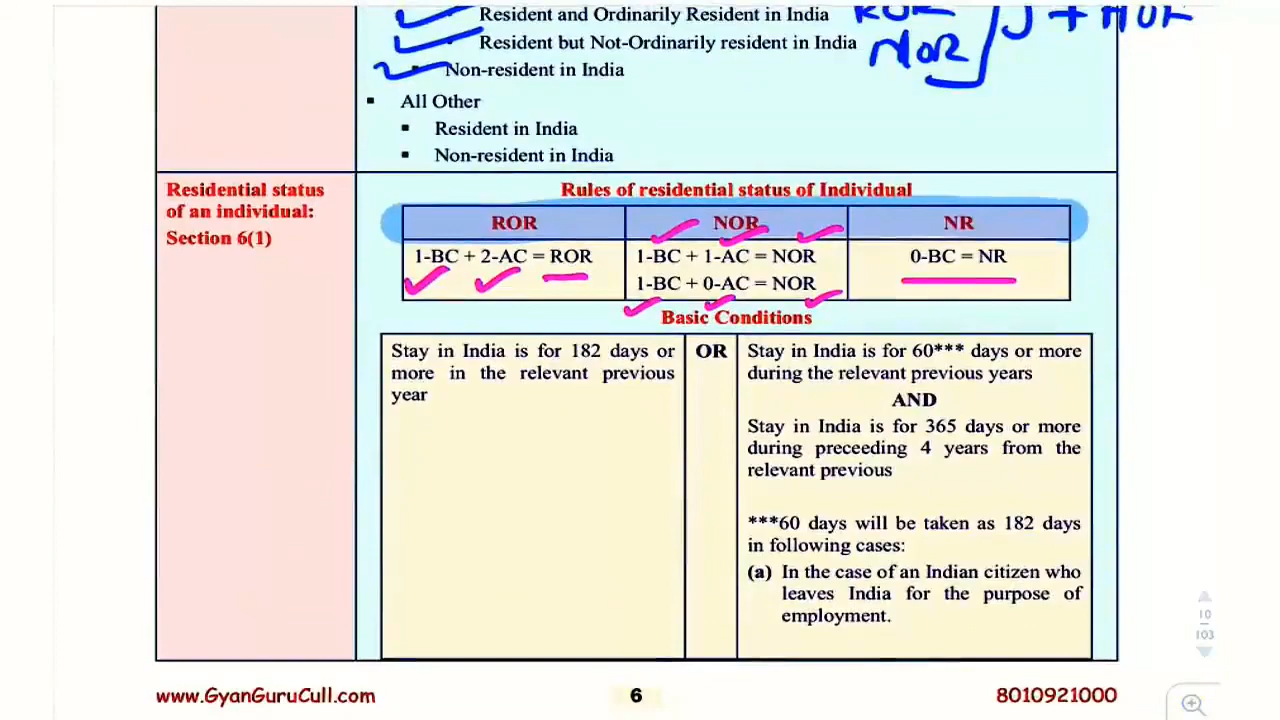 Resident and Ordinarily Resident in India
Resident but Not-Ordinarily resident in India
NOR
Non-resident in India
All Other
Resident in India
Non-resident in India
Residential status
of an individual:
Section 6(1)
Rules of residential status of Individual
ROR NOR NR
1-BC + 2-AC = ROR 1-BC + 1-AC = NOR 0-BC = NR
1-BC + 0-AC = NOR
Basic Conditions
Stay in India is for 182 days or
more in the relevant previous
year
OR
Stay in India is for 60*** days or more
during the relevant previous years
AND
Stay in India is for 365 days or more
during preceeding 4 years from the
relevant previous
***60 days will be taken as 182 days
in following cases:
(a) In the case of an Indian citizen who
leaves India for the purpose of
employment.
10
103
www.GyanGuruCull.com 6 8010921000